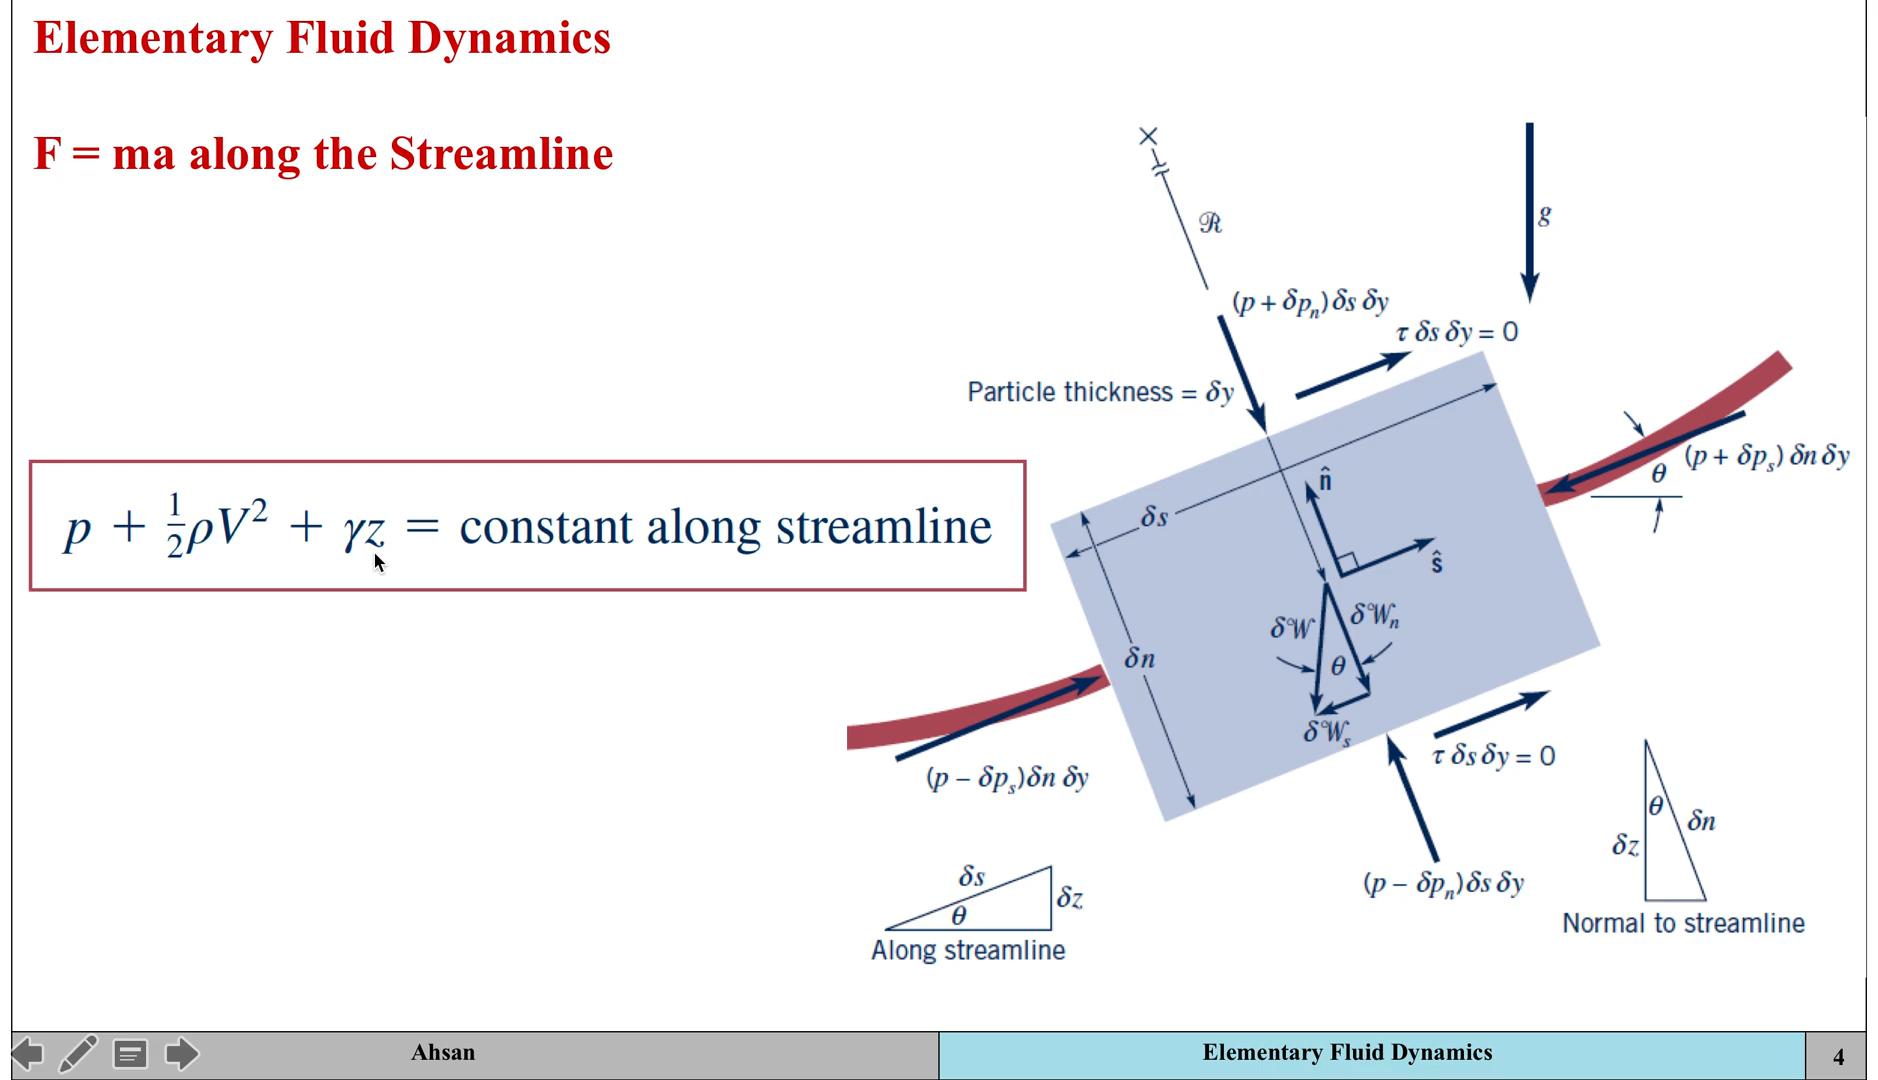 Elementary Fluid Dynamics
F = ma along the Streamline
p + ½ρV² + γz = constant along streamline
ℛ
g
(p + δpₙ) δs δy
τ δs δy = 0
Particle thickness = δy
(p + δpₛ) δn δy
θ
n̂
δs
ŝ
δ𝒲
δ𝒲ₙ
θ
δn
δ𝒲ₛ
τ δs δy = 0
(p – δpₛ)δn δy
(p – δpₙ)δs δy
δs
θ
δz
Along streamline
θ
δn
δz
Normal to streamline
Ahsan
Elementary Fluid Dynamics
4